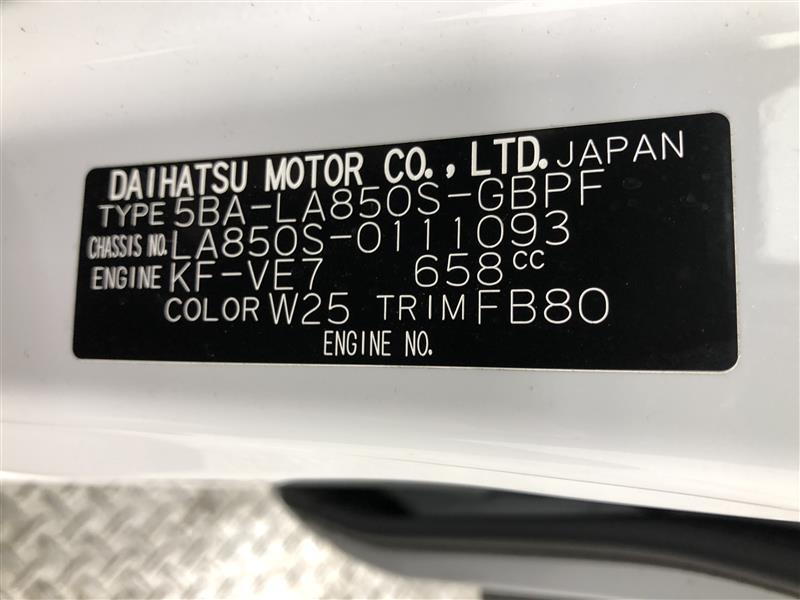 DAIHATSU MOTOR CO., LTD. JAPAN
TYPE 5BA-LA850S-GBPF
CHASSIS NO. LA850S-0111093
ENGINE KF-VE7 658cc
COLOR W25 TRIM FB80
ENGINE NO.